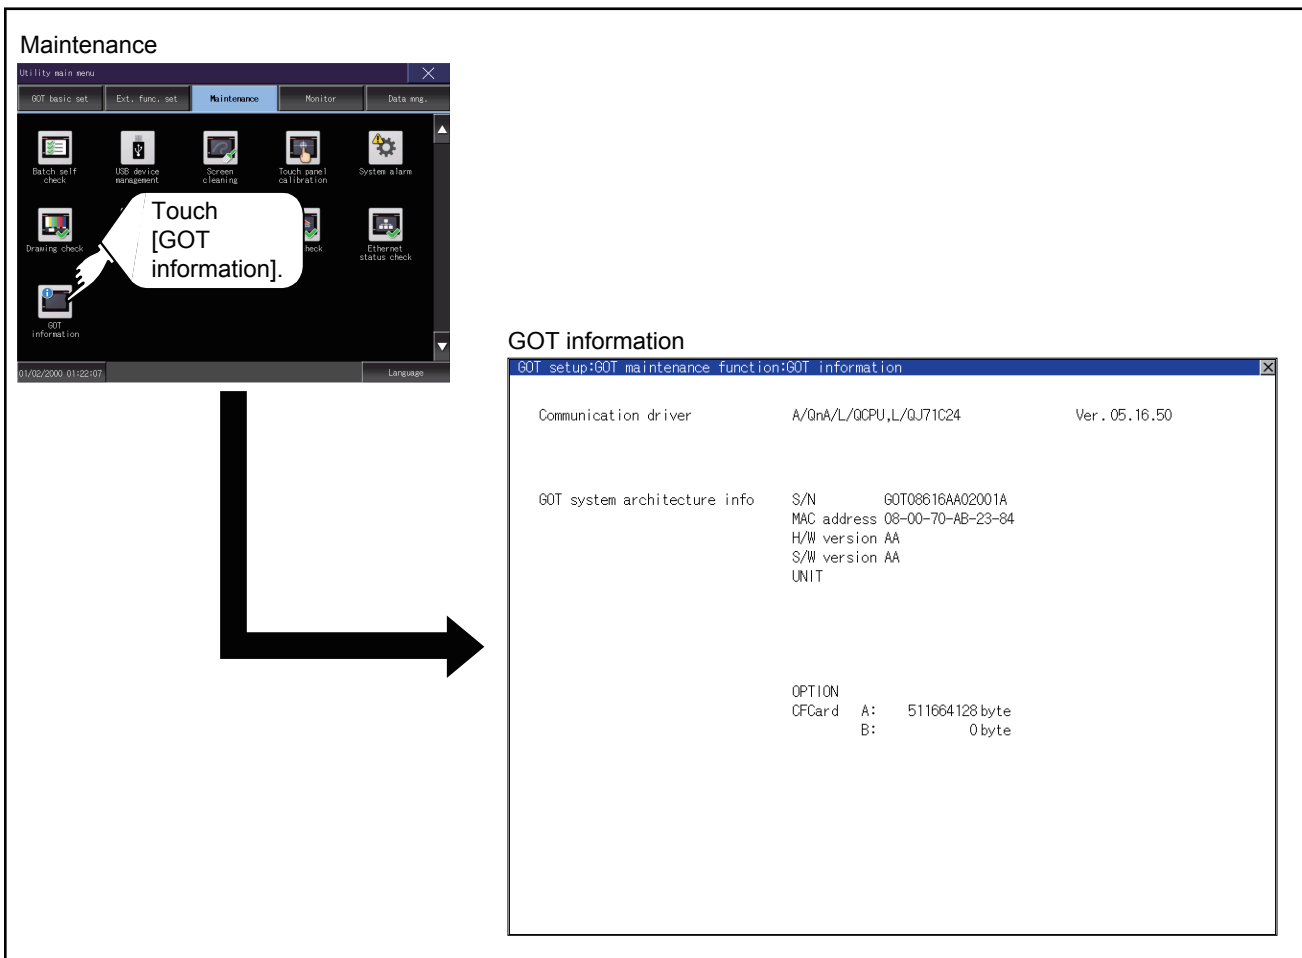 Maintenance
Utility main menu
GOT basic set Ext. func. set Maintenance Monitor Data mng.
Batch self check
USB device management
Screen cleaning
Touch panel calibration
System alarm
Drawing check
Touch
[GOT
information].
check
Ethernet status check
GOT information
01/02/2000 01:22:07 Language
GOT information
GOT setup:GOT maintenance function:GOT information
Communication driver A/QnA/L/QCPU,L/QJ71C24 Ver.05.16.50
GOT system architecture info S/N GOT08616AA02001A
MAC address 08-00-70-AB-23-84
H/W version AA
S/W version AA
UNIT
OPTION
CFCard A: 511664128 byte
B: 0 byte